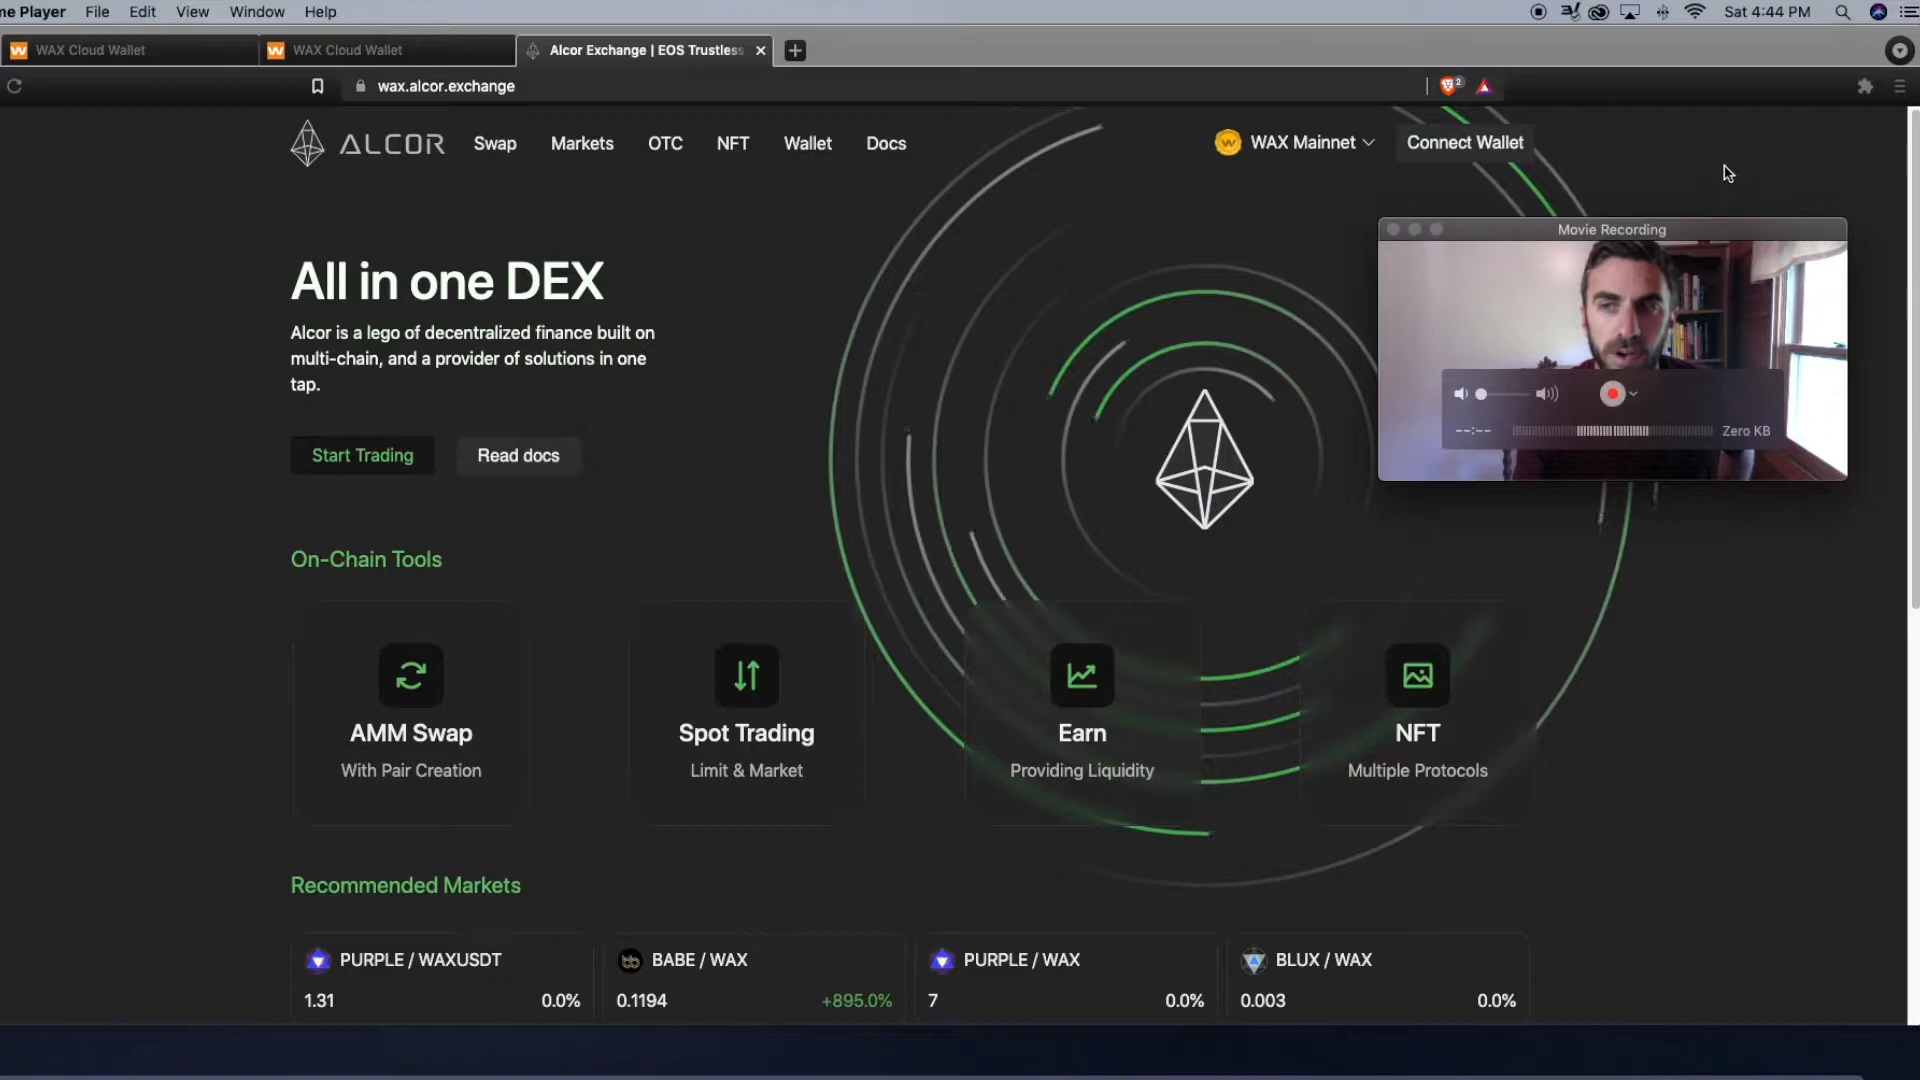 me Player File Edit View Window Help Sat 4:44 PM
WAX Cloud Wallet WAX Cloud Wallet Alcor Exchange | EOS Trustless
wax.alcor.exchange 2
ALCOR Swap Markets OTC NFT Wallet Docs WAX Mainnet Connect Wallet
Movie Recording
All in one DEX
Alcor is a lego of decentralized finance built on
multi-chain, and a provider of solutions in one
tap.
--:-- Zero KB
Start Trading Read docs
On-Chain Tools
AMM Swap Spot Trading Earn NFT
With Pair Creation Limit & Market Providing Liquidity Multiple Protocols
Recommended Markets
PURPLE / WAXUSDT BABE / WAX PURPLE / WAX BLUX / WAX
1.31 0.0% 0.1194 +895.0% 7 0.0% 0.003 0.0%